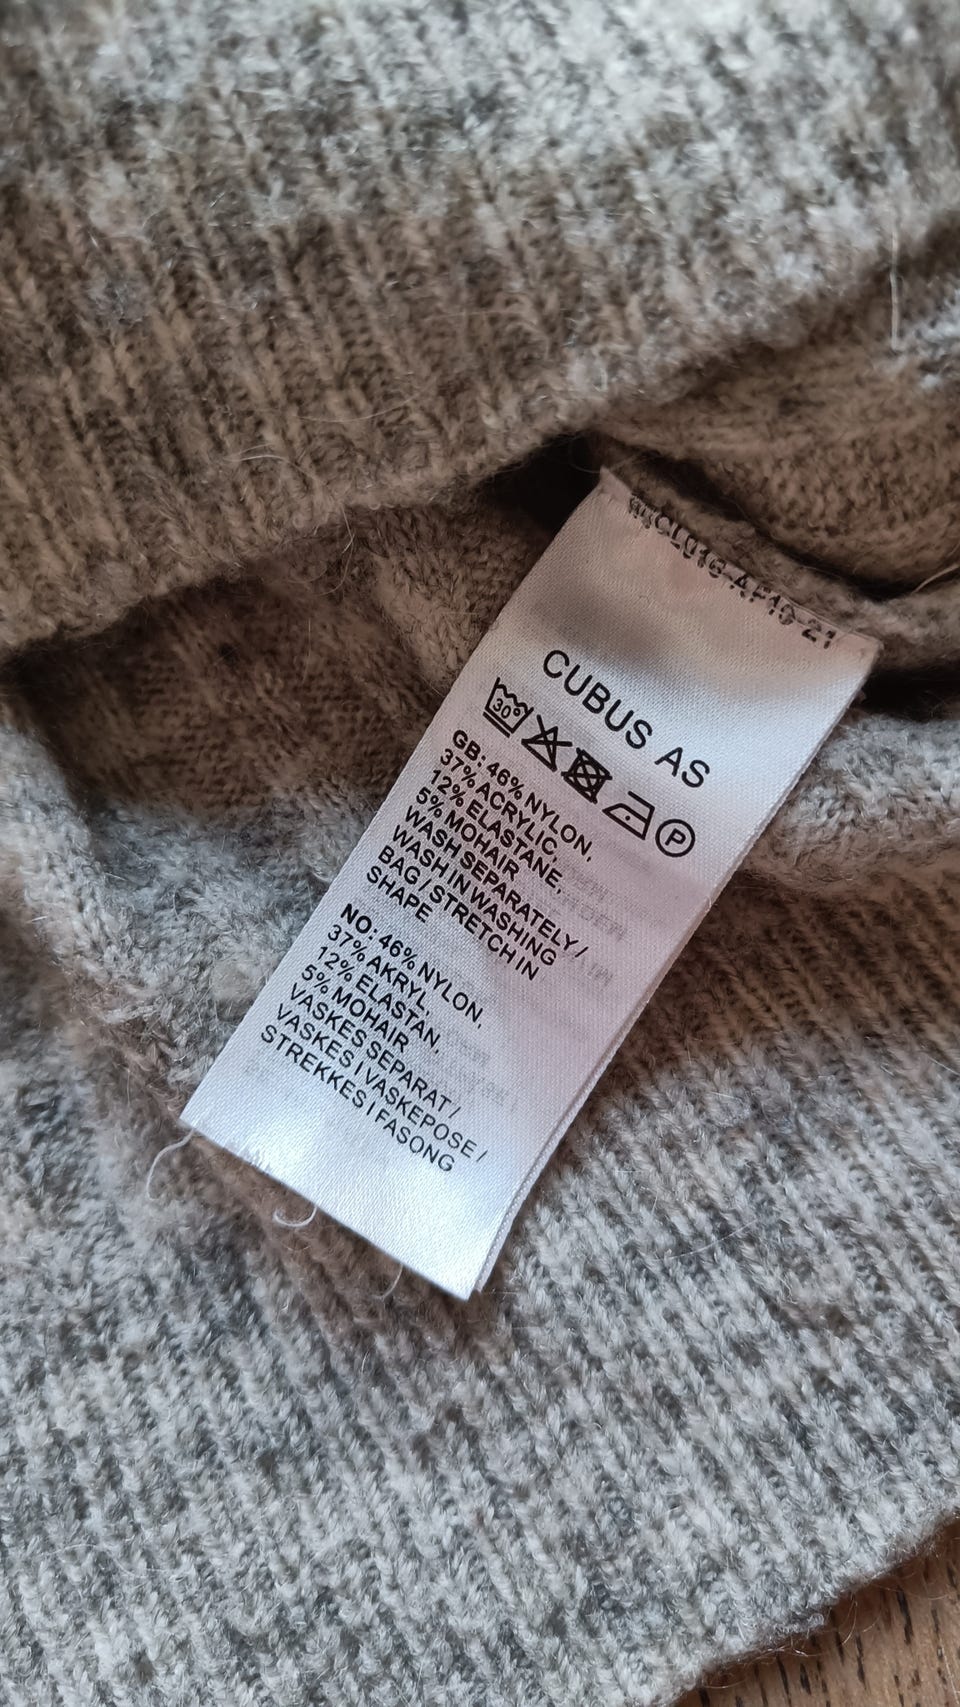 CUBUS AS
30°
P
GB: 46% NYLON,
37% ACRYLIC,
12% ELASTANE,
5% MOHAIR
WASH SEPARATELY /
WASH IN WASHING
BAG / STRETCH IN
SHAPE
NO: 46% NYLON,
37% AKRYL,
12% ELASTAN,
5% MOHAIR
VASKES SEPARAT /
VASKES I VASKEPOSE /
STREKKES I FASONG